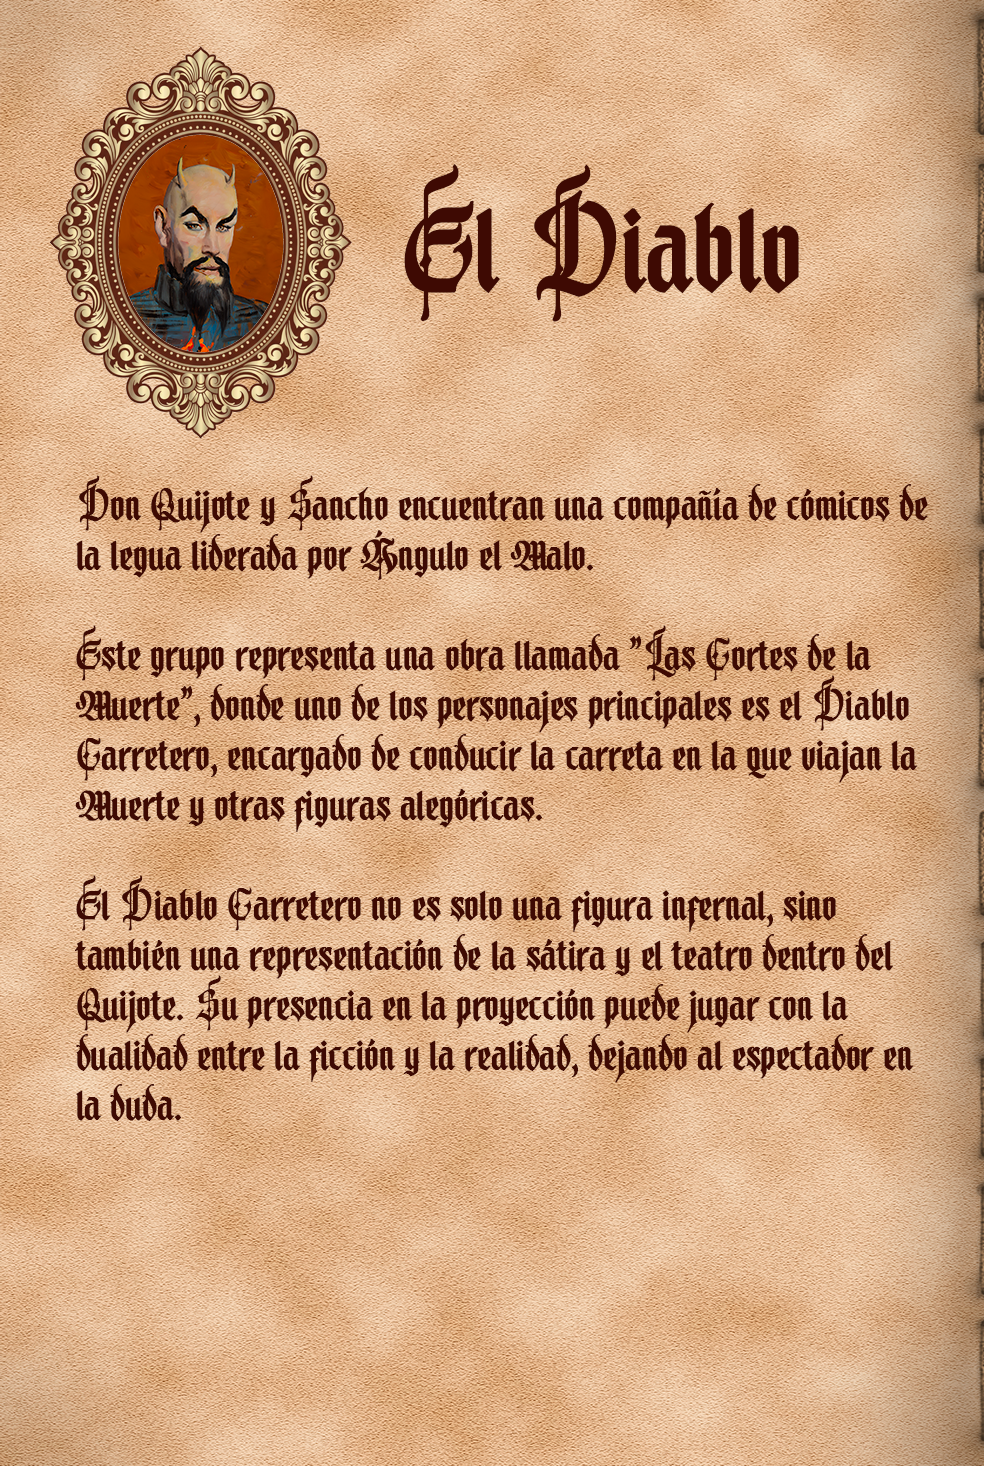 El Diablo
Don Quijote y Sancho encuentran una compañía de cómicos de
la legua liderada por Ángulo el Malo.
Este grupo representa una obra llamada "Las Cortes de la
Muerte", donde uno de los personajes principales es el Diablo
Carretero, encargado de conducir la carreta en la que viajan la
Muerte y otras figuras alegóricas.
El Diablo Carretero no es solo una figura infernal, sino
también una representación de la sátira y el teatro dentro del
Quijote. Su presencia en la proyección puede jugar con la
dualidad entre la ficción y la realidad, dejando al espectador en
la duda.